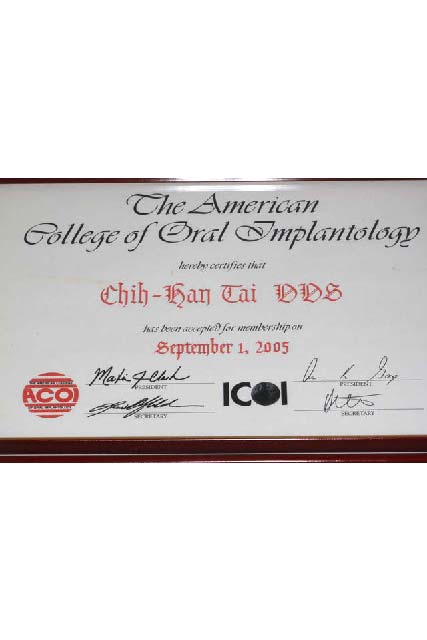 The American
College of Oral Implantology
hereby certifies that
Chih-Han Tai DDS
has been accepted for membership on
September 1, 2005
PRESIDENT
SECRETARY
ACOI
ICOI
PRESIDENT
SECRETARY